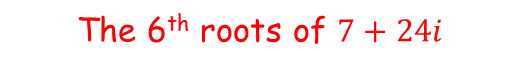 The 6th roots of 7 + 24i